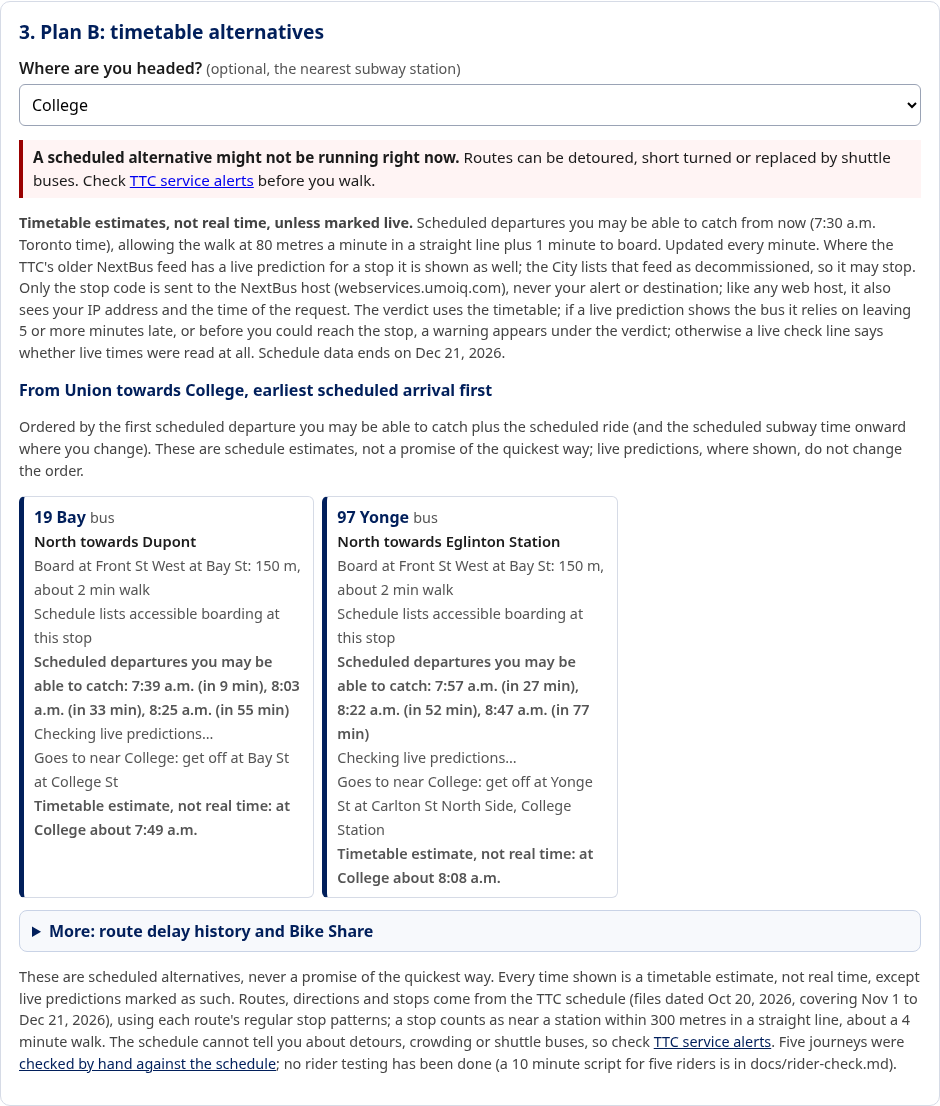 3. Plan B: timetable alternatives
Where are you headed? (optional, the nearest subway station)
College
A scheduled alternative might not be running right now. Routes can be detoured, short turned or replaced by shuttle
buses. Check TTC service alerts before you walk.
Timetable estimates, not real time, unless marked live. Scheduled departures you may be able to catch from now (7:30 a.m.
Toronto time), allowing the walk at 80 metres a minute in a straight line plus 1 minute to board. Updated every minute. Where the
TTC's older NextBus feed has a live prediction for a stop it is shown as well; the City lists that feed as decommissioned, so it may stop.
Only the stop code is sent to the NextBus host (webservices.umoiq.com), never your alert or destination; like any web host, it also
sees your IP address and the time of the request. The verdict uses the timetable; if a live prediction shows the bus it relies on leaving
5 or more minutes late, or before you could reach the stop, a warning appears under the verdict; otherwise a live check line says
whether live times were read at all. Schedule data ends on Dec 21, 2026.
From Union towards College, earliest scheduled arrival first
Ordered by the first scheduled departure you may be able to catch plus the scheduled ride (and the scheduled subway time onward
where you change). These are schedule estimates, not a promise of the quickest way; live predictions, where shown, do not change
the order.
19 Bay bus
North towards Dupont
Board at Front St West at Bay St: 150 m,
about 2 min walk
Schedule lists accessible boarding at
this stop
Scheduled departures you may be
able to catch: 7:39 a.m. (in 9 min), 8:03
a.m. (in 33 min), 8:25 a.m. (in 55 min)
Checking live predictions...
Goes to near College: get off at Bay St
at College St
Timetable estimate, not real time: at
College about 7:49 a.m.
97 Yonge bus
North towards Eglinton Station
Board at Front St West at Bay St: 150 m,
about 2 min walk
Schedule lists accessible boarding at
this stop
Scheduled departures you may be
able to catch: 7:57 a.m. (in 27 min),
8:22 a.m. (in 52 min), 8:47 a.m. (in 77
min)
Checking live predictions...
Goes to near College: get off at Yonge
St at Carlton St North Side, College
Station
Timetable estimate, not real time: at
College about 8:08 a.m.
More: route delay history and Bike Share
These are scheduled alternatives, never a promise of the quickest way. Every time shown is a timetable estimate, not real time, except
live predictions marked as such. Routes, directions and stops come from the TTC schedule (files dated Oct 20, 2026, covering Nov 1 to
Dec 21, 2026), using each route's regular stop patterns; a stop counts as near a station within 300 metres in a straight line, about a 4
minute walk. The schedule cannot tell you about detours, crowding or shuttle buses, so check TTC service alerts. Five journeys were
checked by hand against the schedule; no rider testing has been done (a 10 minute script for five riders is in docs/rider-check.md).